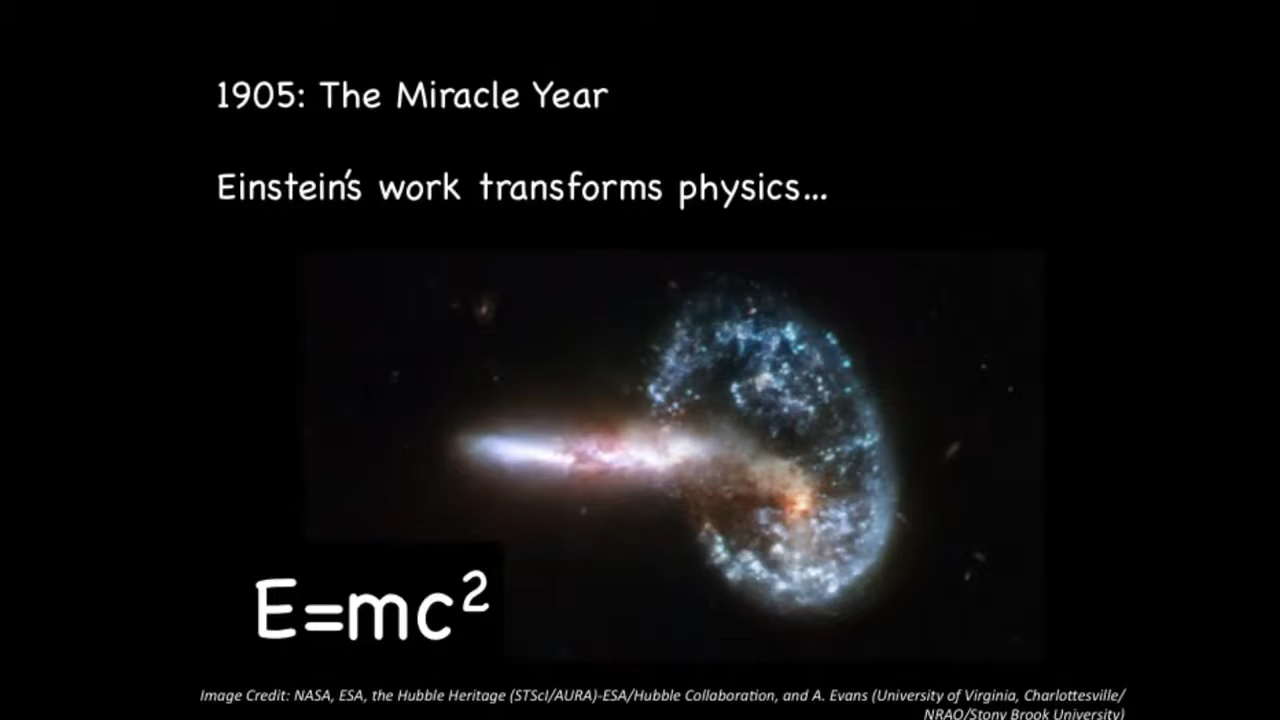 1905: The Miracle Year
Einstein's work transforms physics...
E=mc²
Image Credit: NASA, ESA, the Hubble Heritage (STScI/AURA)-ESA/Hubble Collaboration, and A. Evans (University of Virginia, Charlottesville/
NRAO/Stony Brook University)